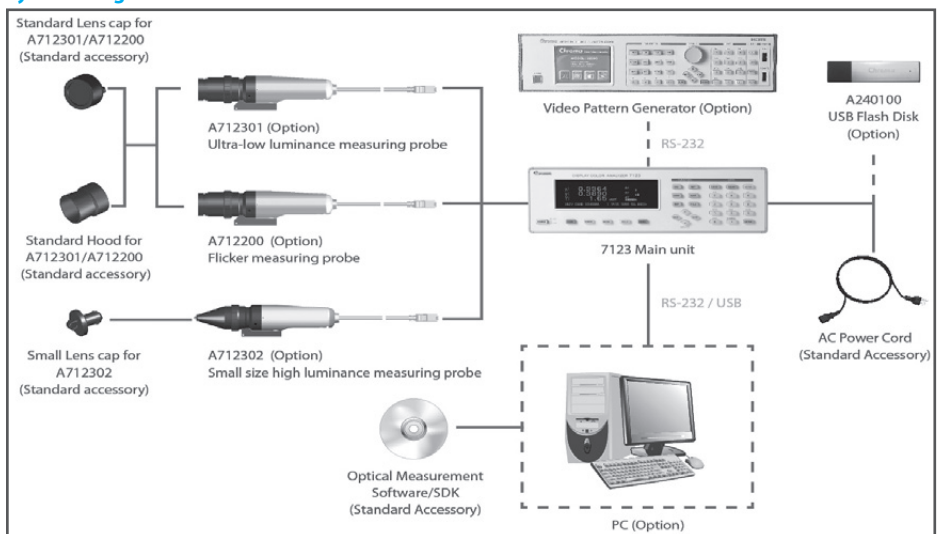 Standard Lens cap for
A712301/A712200
(Standard accessory)
A712301 (Option)
Ultra-low luminance measuring probe
Standard Hood for
A712301/A712200
(Standard accessory)
A712200 (Option)
Flicker measuring probe
Small Lens cap for
A712302
(Standard accessory)
A712302 (Option)
Small size high luminance measuring probe
Chroma
Video Pattern Generator (Option)
RS-232
7123 Main unit
RS-232 / USB
Chroma
A240100
USB Flash Disk
(Option)
AC Power Cord
(Standard Accessory)
Optical Measurement
Software/SDK
(Standard Accessory)
PC (Option)